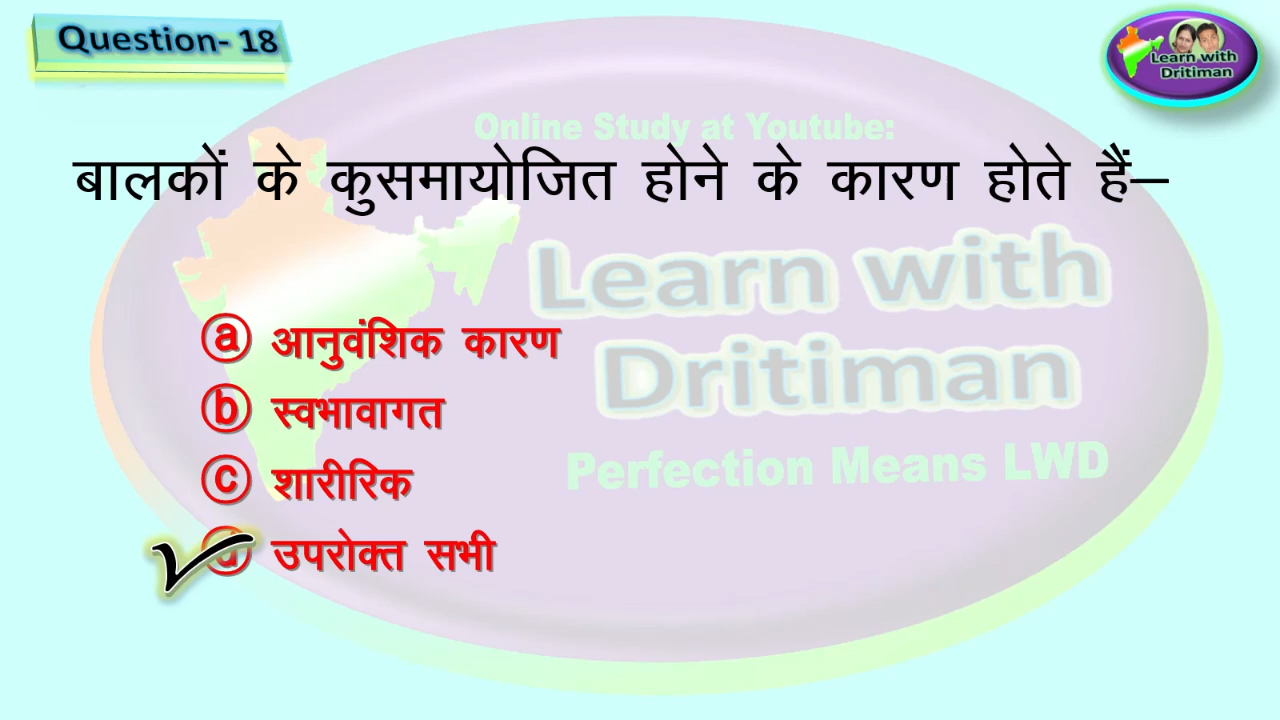 Question- 18
Learn with
Dritiman
Online Study at Youtube:
बालकों के कुसमायोजित होने के कारण होते हैं–
Learn with
Dritiman
Perfection Means LWD
ⓐ आनुवंशिक कारण
ⓑ स्वभावागत
ⓒ शारीरिक
ⓓ उपरोक्त सभी